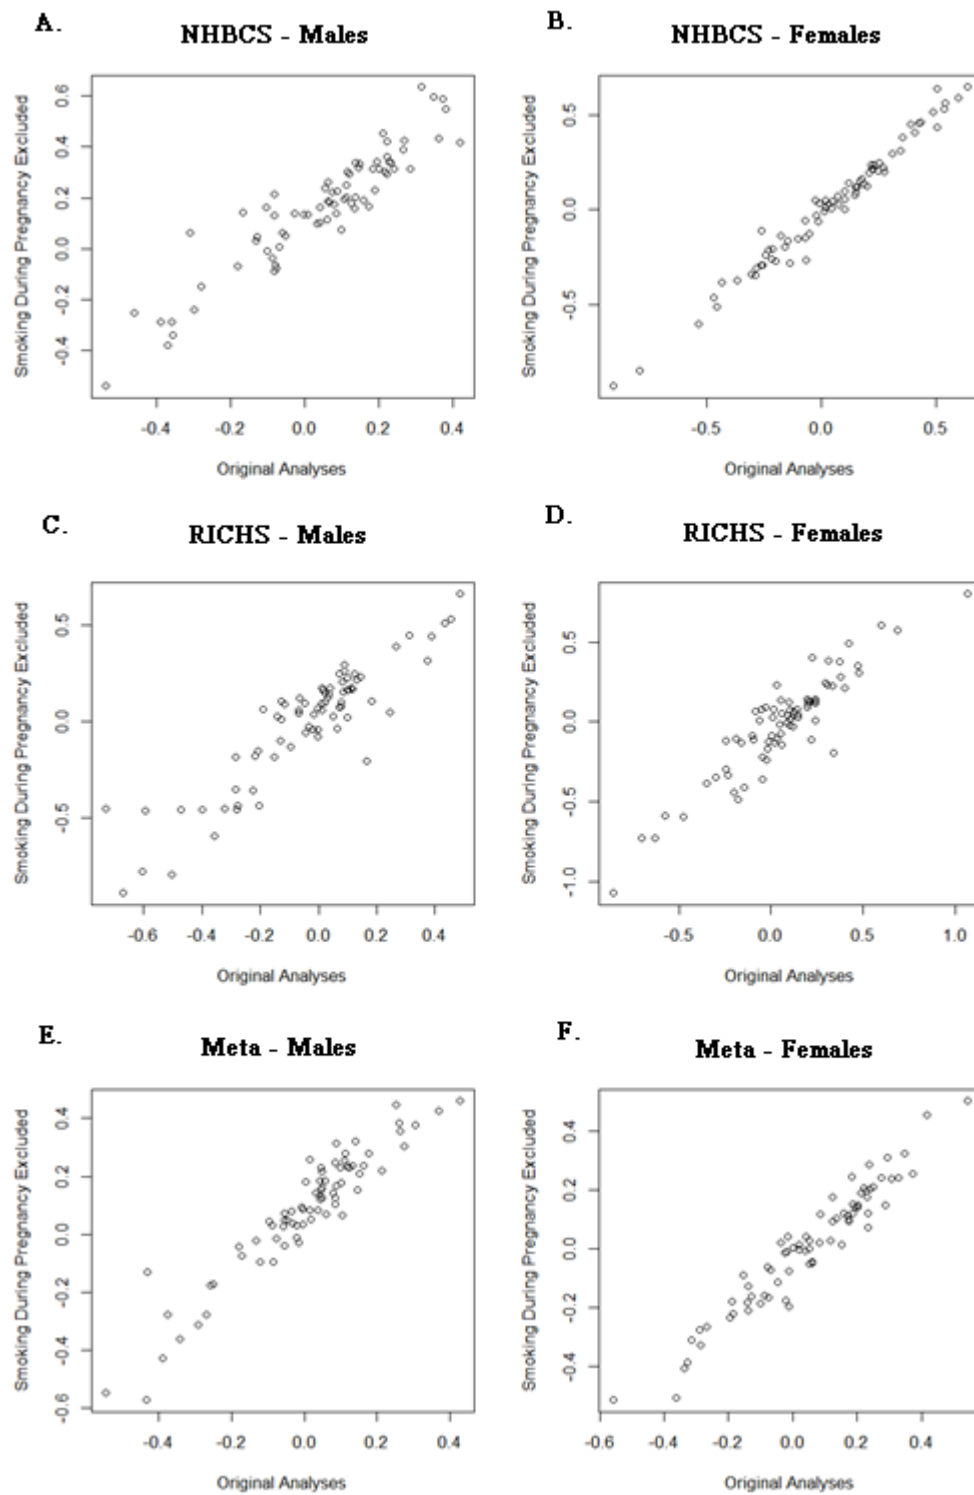 A.
NHBCS - Males
Smoking During Pregnancy Excluded
0.6
0.4
0.2
0.0
-0.2
-0.4
-0.4 -0.2 0.0 0.2 0.4
Original Analyses
B.
NHBCS - Females
Smoking During Pregnancy Excluded
0.5
0.0
-0.5
-0.5 0.0 0.5
Original Analyses
C.
RICHS - Males
Smoking During Pregnancy Excluded
0.5
0.0
-0.5
-0.6 -0.4 -0.2 0.0 0.2 0.4
Original Analyses
D.
RICHS - Females
Smoking During Pregnancy Excluded
0.5
0.0
-0.5
-1.0
-0.5 0.0 0.5 1.0
Original Analyses
E.
Meta - Males
Smoking During Pregnancy Excluded
0.4
0.2
0.0
-0.2
-0.4
-0.6
-0.4 -0.2 0.0 0.2 0.4
Original Analyses
F.
Meta - Females
Smoking During Pregnancy Excluded
0.4
0.2
0.0
-0.2
-0.4
-0.6 -0.4 -0.2 0.0 0.2 0.4
Original Analyses